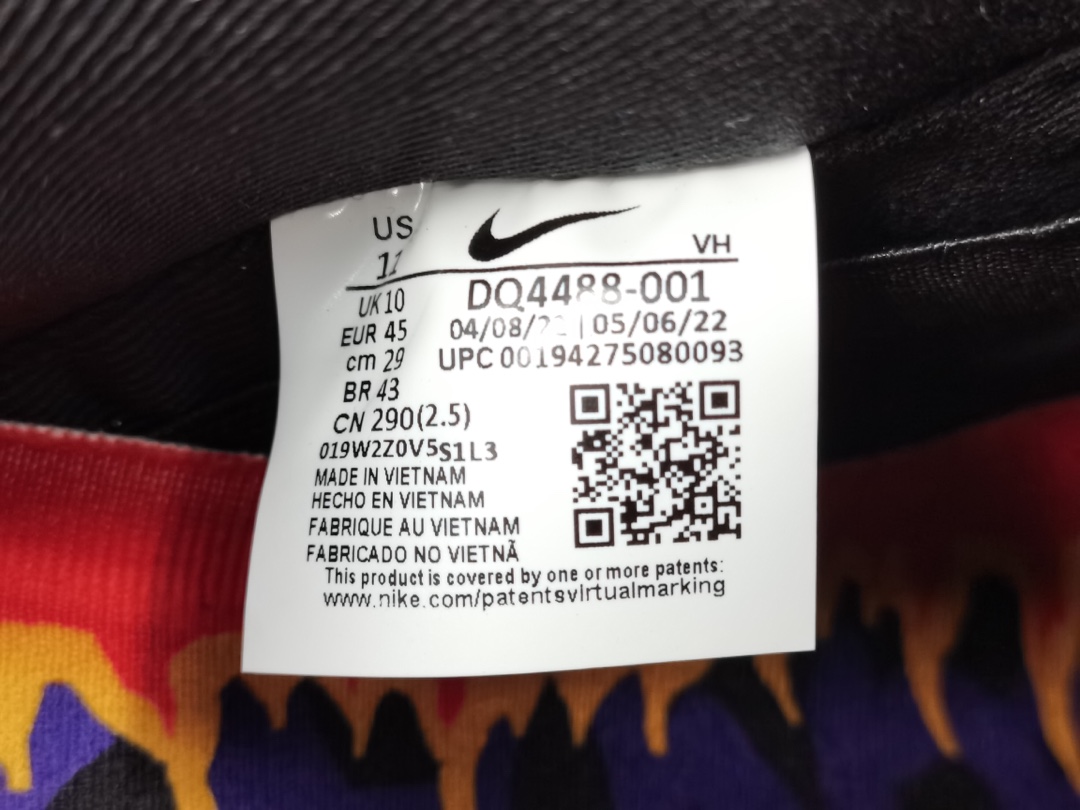 US
11
VH
UK 10
DQ4488-001
EUR 45
04/08/22 | 05/06/22
cm 29
UPC 00194275080093
BR 43
CN 290(2.5)
019W2Z0V5S1L3
MADE IN VIETNAM
HECHO EN VIETNAM
FABRIQUE AU VIETNAM
FABRICADO NO VIETNÃ
This product is covered by one or more patents:
www.nike.com/patentsvirtualmarking